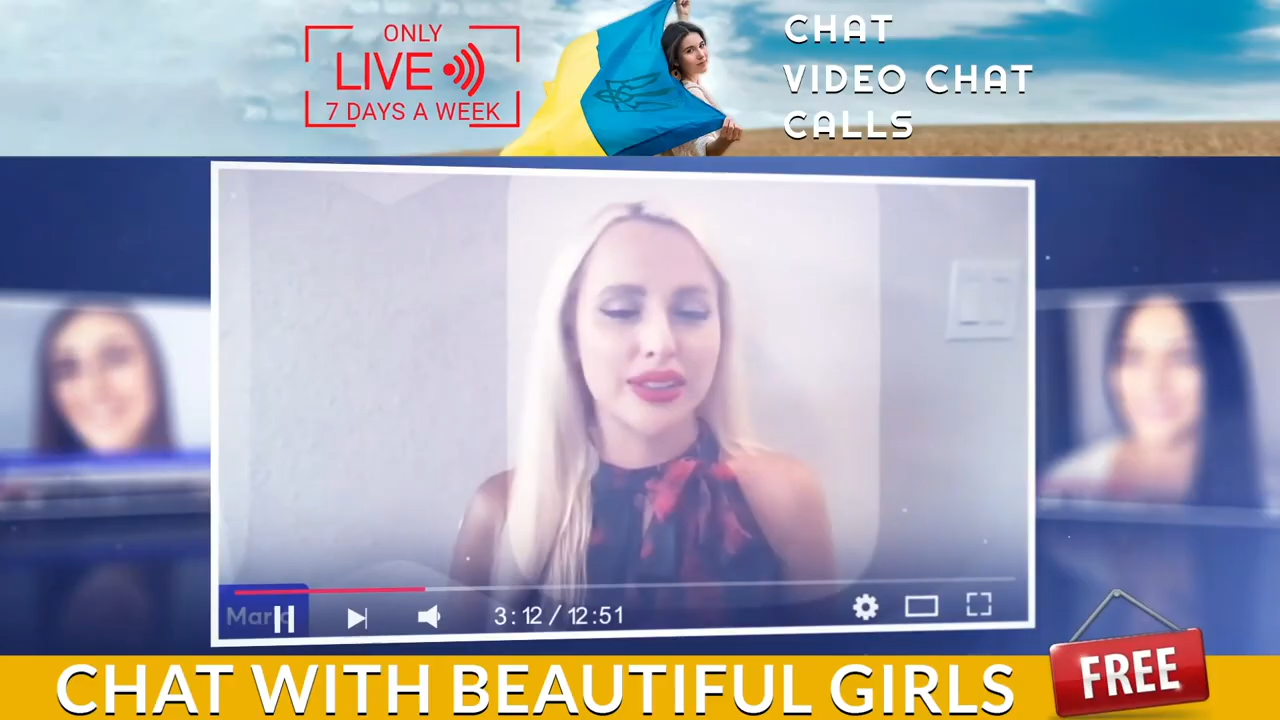 ONLY
LIVE
7 DAYS A WEEK
CHAT
VIDEO CHAT
CALLS
3:12 / 12:51
CHAT WITH BEAUTIFUL GIRLS
FREE